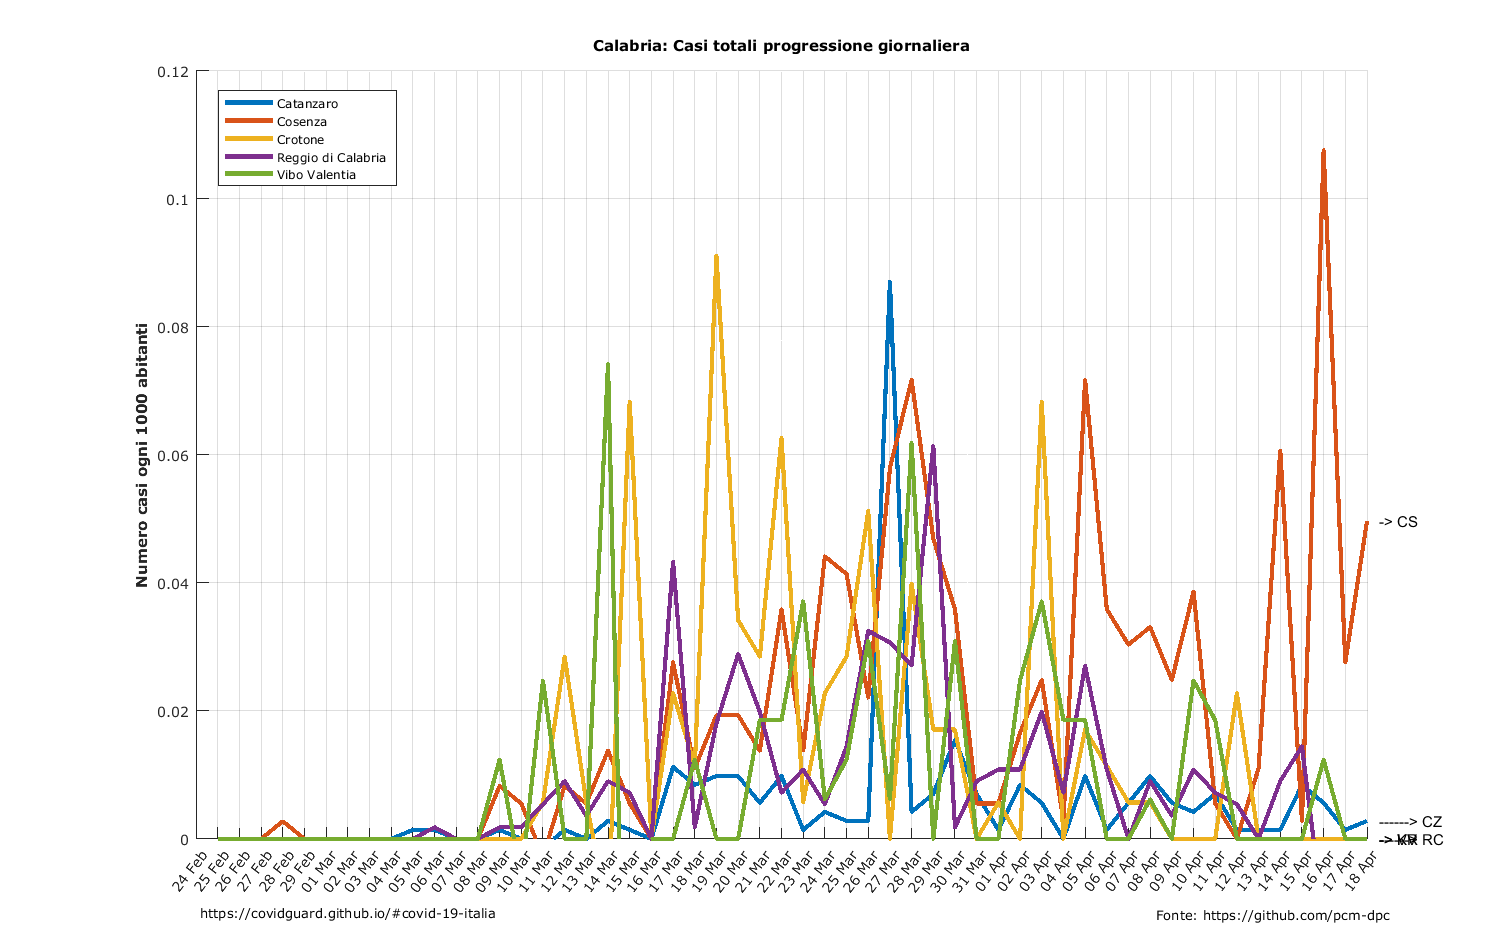 Calabria: Casi totali progressione giornaliera
Numero casi ogni 1000 abitanti
0.12
0.1
0.08
0.06
0.04
0.02
0
Catanzaro
Cosenza
Crotone
Reggio di Calabria
Vibo Valentia
-> CS
------> CZ
RC
24 Feb
25 Feb
26 Feb
27 Feb
28 Feb
29 Feb
01 Mar
02 Mar
03 Mar
04 Mar
05 Mar
06 Mar
07 Mar
08 Mar
09 Mar
10 Mar
11 Mar
12 Mar
13 Mar
14 Mar
15 Mar
16 Mar
17 Mar
18 Mar
19 Mar
20 Mar
21 Mar
22 Mar
23 Mar
24 Mar
25 Mar
26 Mar
27 Mar
28 Mar
29 Mar
30 Mar
31 Mar
01 Apr
02 Apr
03 Apr
04 Apr
05 Apr
06 Apr
07 Apr
08 Apr
09 Apr
10 Apr
11 Apr
12 Apr
13 Apr
14 Apr
15 Apr
16 Apr
17 Apr
18 Apr
https://covidguard.github.io/#covid-19-italia
Fonte: https://github.com/pcm-dpc